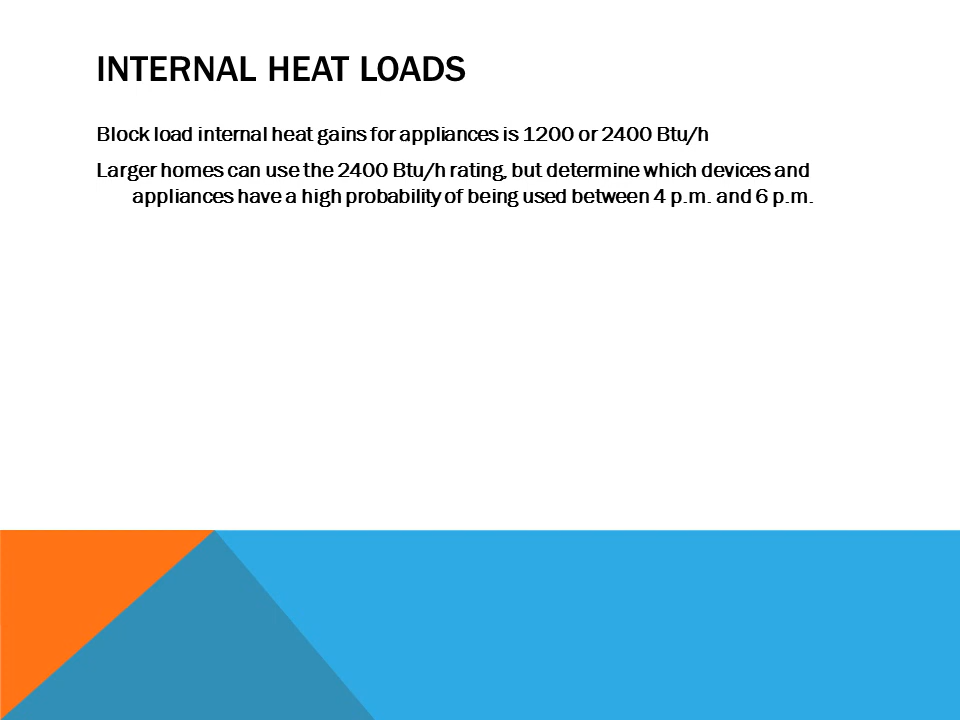 INTERNAL HEAT LOADS
Block load internal heat gains for appliances is 1200 or 2400 Btu/h
Larger homes can use the 2400 Btu/h rating, but determine which devices and
appliances have a high probability of being used between 4 p.m. and 6 p.m.